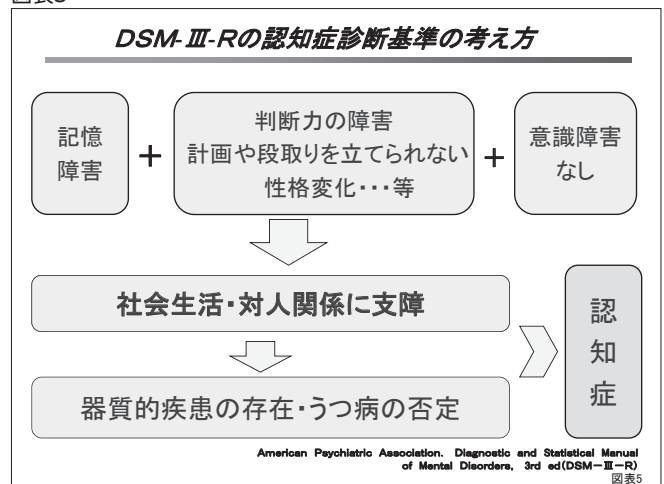 DSM-Ⅲ-Rの認知症診断基準の考え方
記憶
障害
+
判断力の障害
計画や段取りを立てられない
性格変化・・・等
+
意識障害
なし
社会生活・対人関係に支障
器質的疾患の存在・うつ病の否定
認
知
症
American Psychiatric Association. Diagnostic and Statistical Manual
of Mental Disorders, 3rd ed(DSM-Ⅲ-R)
図表5